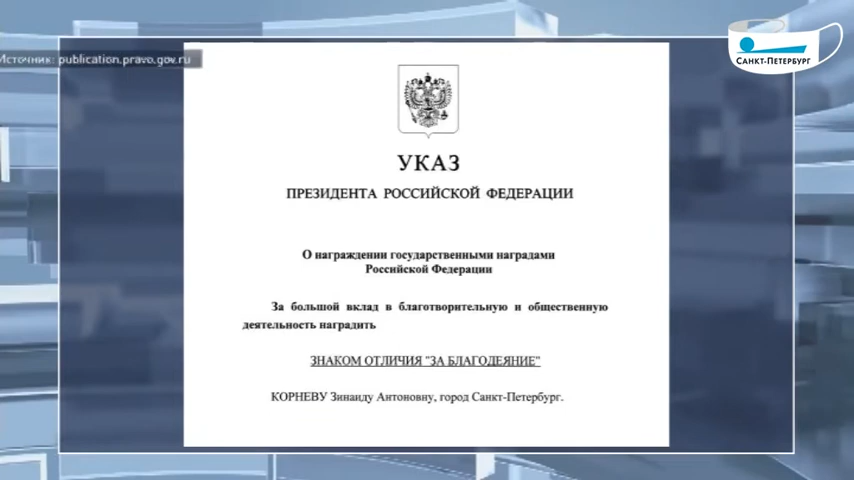 Источник: publication.pravo.gov.ru
САНКТ-ПЕТЕРБУРГ
УКАЗ
ПРЕЗИДЕНТА РОССИЙСКОЙ ФЕДЕРАЦИИ
О награждении государственными наградами
Российской Федерации
За большой вклад в благотворительную и общественную
деятельность наградить
ЗНАКОМ ОТЛИЧИЯ "ЗА БЛАГОДЕЯНИЕ"
КОРНЕВУ Зинаиду Антоновну, город Санкт-Петербург.